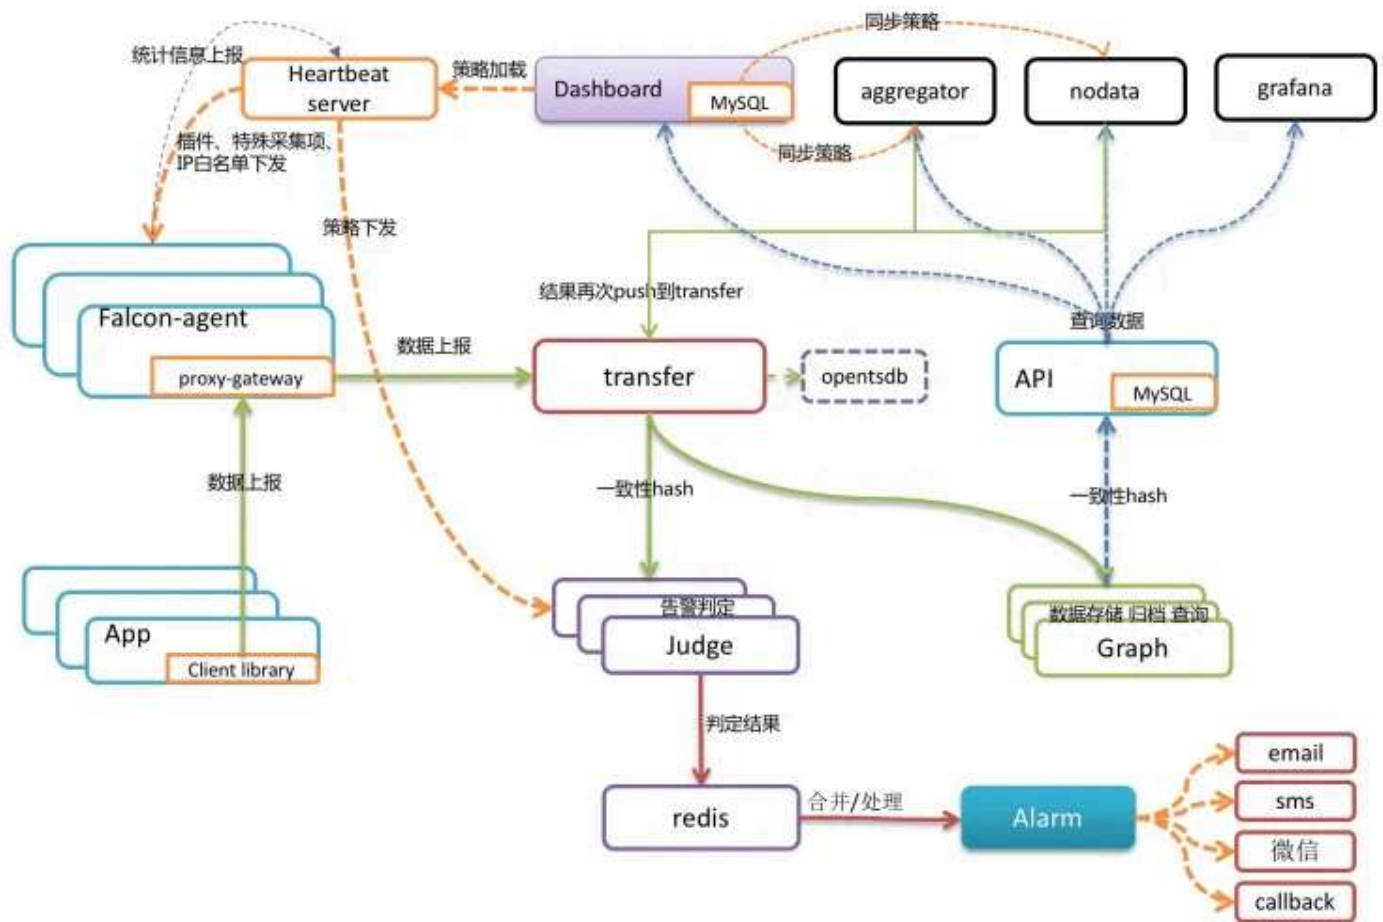 同步策略
统计信息上报
Heartbeat
server
策略加载
Dashboard
MySQL
aggregator
nodata
grafana
插件、特殊采集项、
IP白名单下发
同步策略
策略下发
结果再次push到transfer
Falcon-agent
proxy-gateway
数据上报
transfer
opentsdb
查询数据
API
MySQL
数据上报
一致性hash
一致性hash
App
Client library
告警判定
Judge
数据存储 归档 查询
Graph
判定结果
redis
合并/处理
Alarm
email
sms
微信
callback